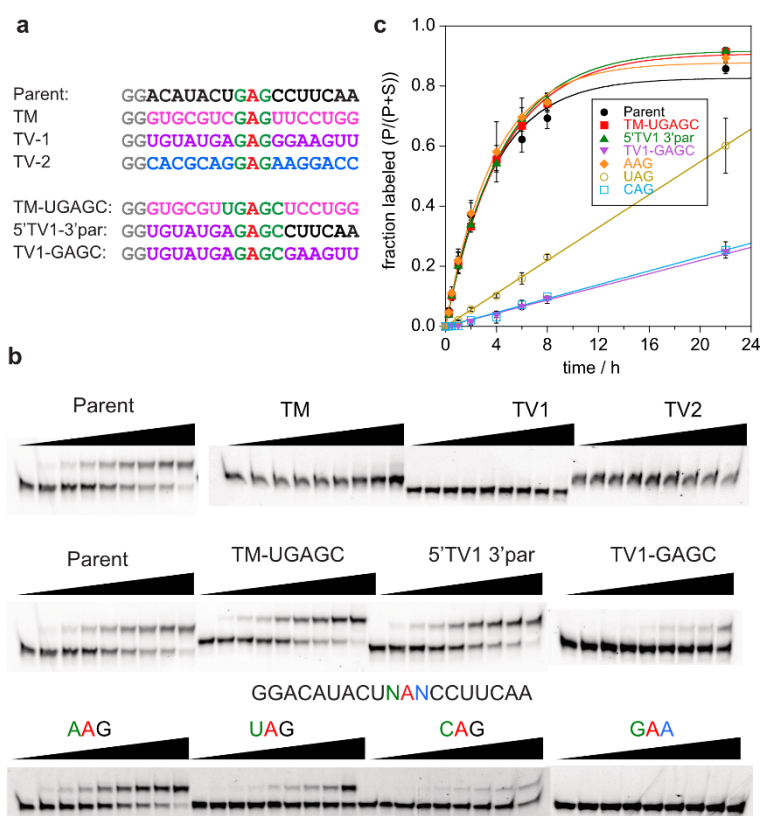 a
Parent: GGACAUACUGAGCCUUCAA
TM GGGUGCGUCGAGUUCCUGG
TV-1 GGUGUAUGAGAGGGAAGUU
TV-2 GGCACGCAGGAGAAGGACC
TM-UGAGC: GGGUGCGUUGAGCUCCUGG
5'TV1-3'par: GGUGUAUGAGAGCCUUCAA
TV1-GAGC: GGUGUAUGAGAGCGAAGUU
c
fraction labeled (P/(P+S))
1.0
0.8
0.6
0.4
0.2
0.0
Parent
TM-UGAGC
5'TV1 3'par
TV1-GAGC
AAG
UAG
CAG
0 4 8 12 16 20 24
time / h
b
Parent TM TV1 TV2
Parent TM-UGAGC 5'TV1 3'par TV1-GAGC
GGACAUACUNANCCUUCAA
AAG UAG CAG GAA